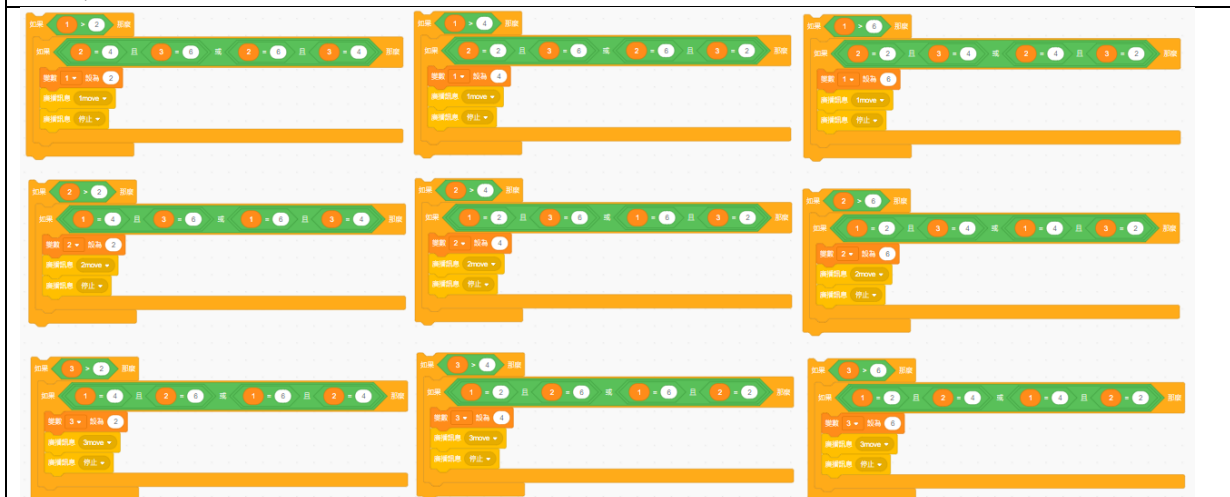 如果 1 > 2 那麼
如果 2 = 4 且 3 = 6 或 2 = 6 且 3 = 4 那麼
變數 1 設為 2
廣播訊息 1move
廣播訊息 停止
如果 1 > 4 那麼
如果 2 = 2 且 3 = 6 或 2 = 6 且 3 = 2 那麼
變數 1 設為 4
廣播訊息 1move
廣播訊息 停止
如果 1 > 6 那麼
如果 2 = 2 且 3 = 4 或 2 = 4 且 3 = 2 那麼
變數 1 設為 6
廣播訊息 1move
廣播訊息 停止
如果 2 > 2 那麼
如果 1 = 4 且 3 = 6 或 1 = 6 且 3 = 4 那麼
變數 2 設為 2
廣播訊息 2move
廣播訊息 停止
如果 2 > 4 那麼
如果 1 = 2 且 3 = 6 或 1 = 6 且 3 = 2 那麼
變數 2 設為 4
廣播訊息 2move
廣播訊息 停止
如果 2 > 6 那麼
如果 1 = 2 且 3 = 4 或 1 = 4 且 3 = 2 那麼
變數 2 設為 6
廣播訊息 2move
廣播訊息 停止
如果 3 > 2 那麼
如果 1 = 4 且 2 = 6 或 1 = 6 且 2 = 4 那麼
變數 3 設為 2
廣播訊息 3move
廣播訊息 停止
如果 3 > 4 那麼
如果 1 = 2 且 2 = 6 或 1 = 6 且 2 = 2 那麼
變數 3 設為 4
廣播訊息 3move
廣播訊息 停止
如果 3 > 6 那麼
如果 1 = 2 且 2 = 4 或 1 = 4 且 2 = 2 那麼
變數 3 設為 6
廣播訊息 3move
廣播訊息 停止